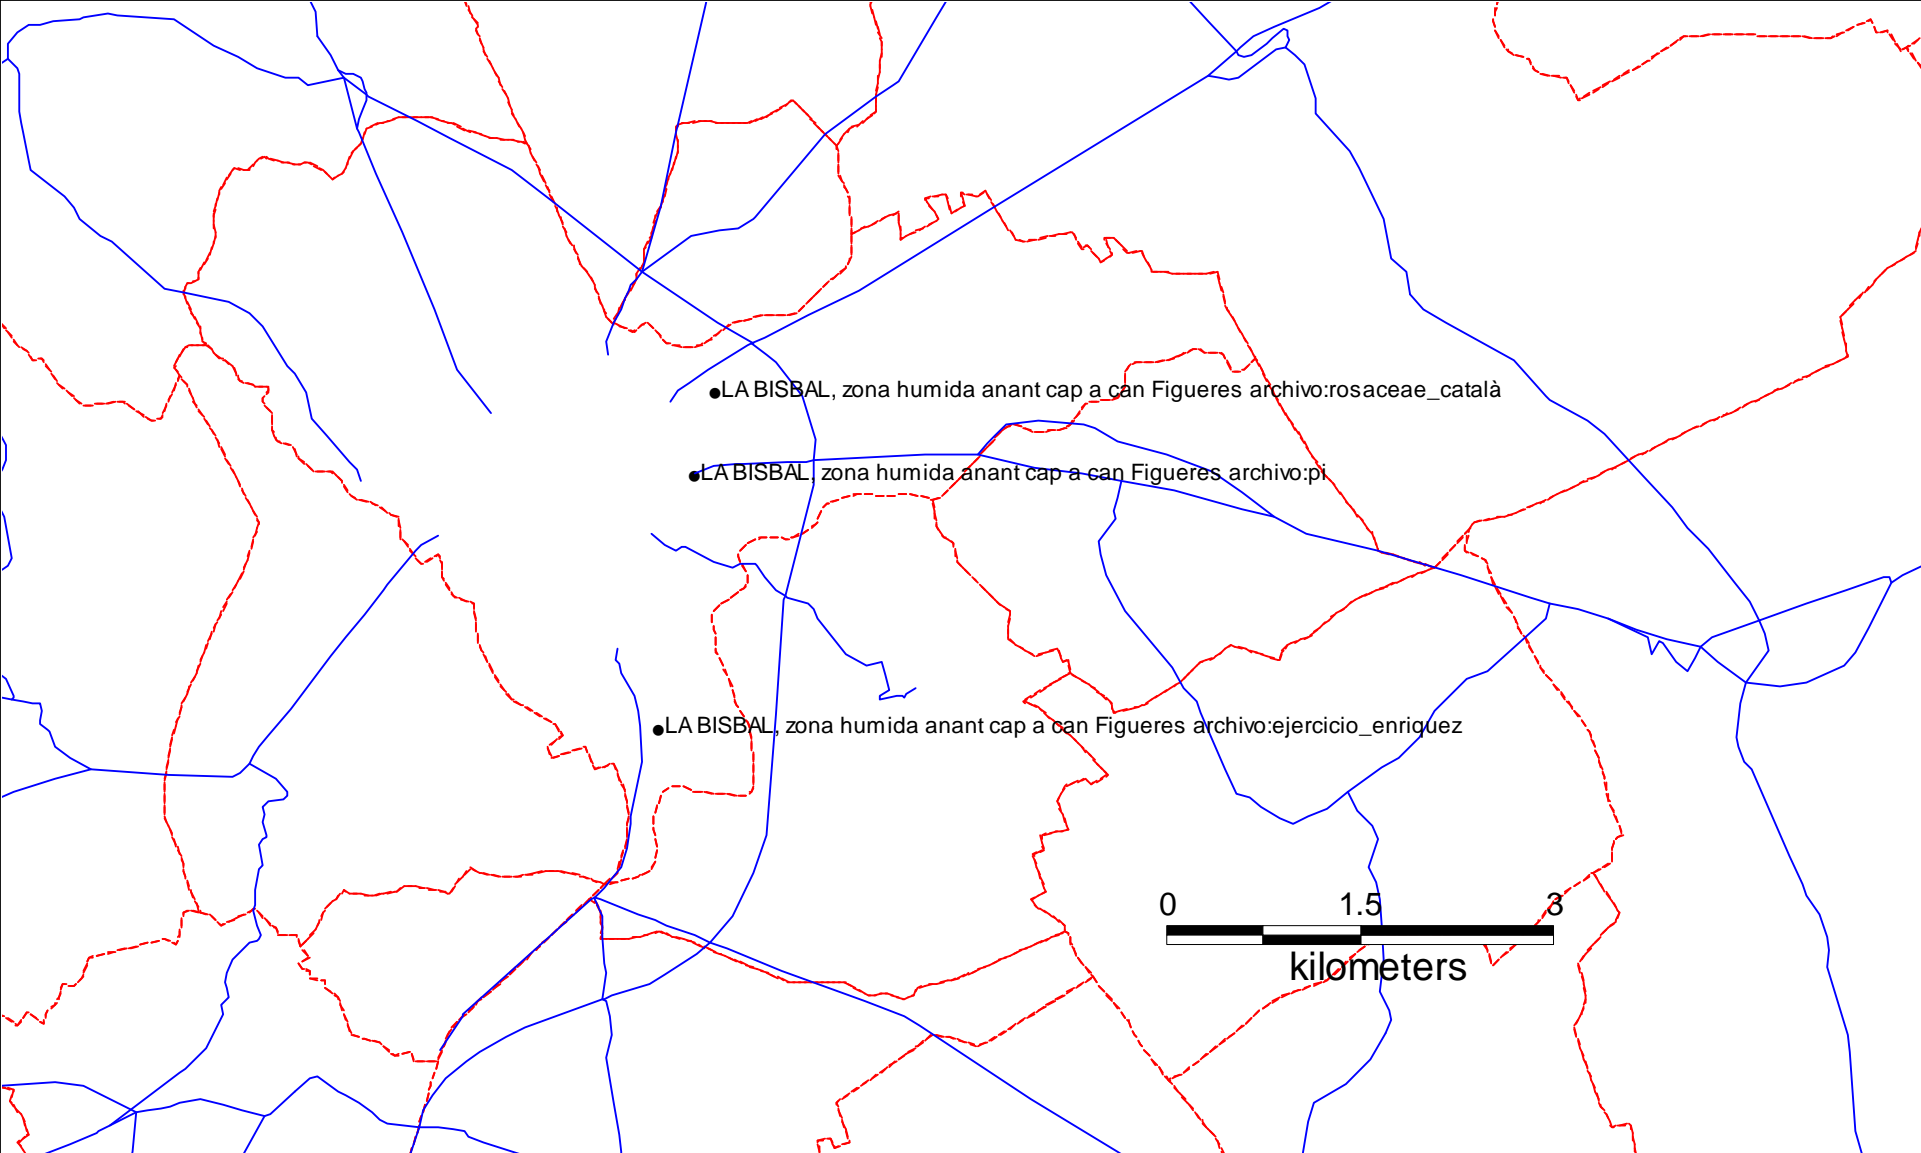 LA BISBAL, zona humida anant cap a can Figueres archivo:rosaceae_català
LA BISBAL, zona humida anant cap a can Figueres archivo:pi
LA BISBAL, zona humida anant cap a can Figueres archivo:ejercicio_enriquez
0 1.5 3
kilometers